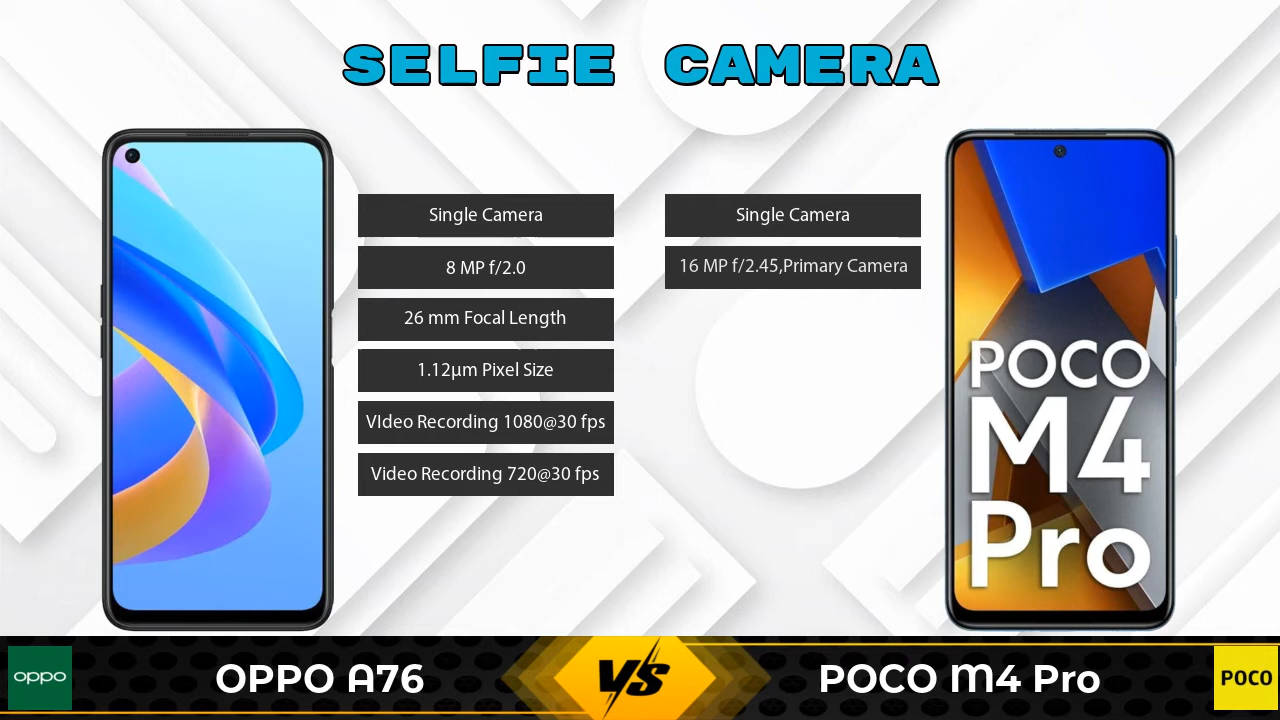 SELFIE CAMERA
Single Camera
8 MP f/2.0
26 mm Focal Length
1.12µm Pixel Size
VIdeo Recording 1080@30 fps
Video Recording 720@30 fps
Single Camera
16 MP f/2.45,Primary Camera
POCO
M4
Pro
oppo
OPPO A76
VS
POCO M4 Pro
POCO